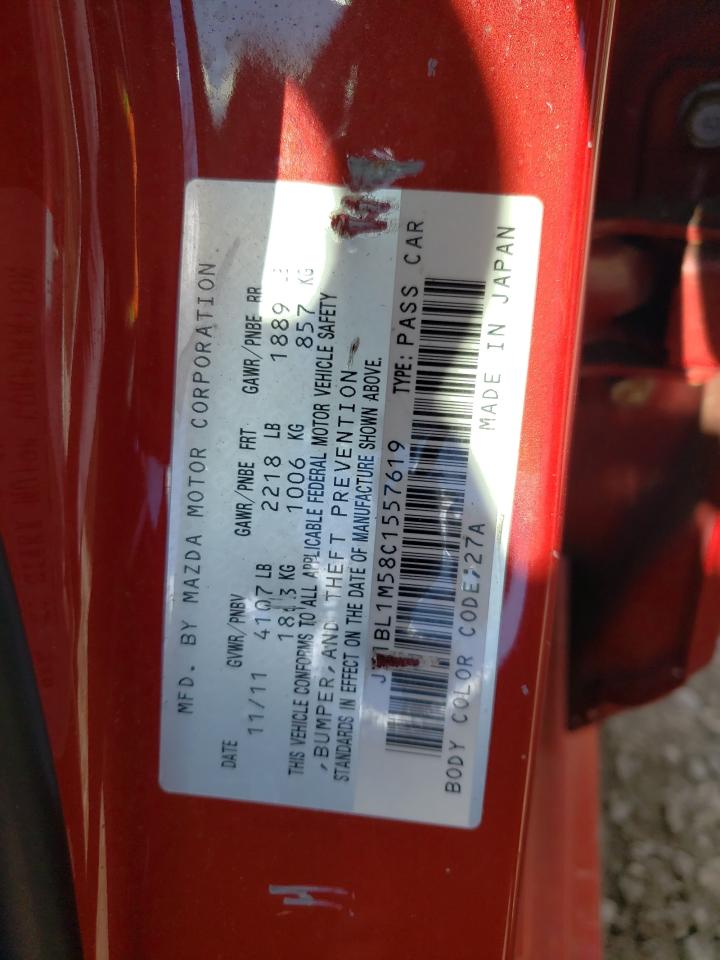 MFD. BY MAZDA MOTOR CORPORATION
DATE GVWR/PNBV GAWR/PNBE FRT. GAWR/PNBE RR
11/11 4107 LB 2218 LB 1889 LB
KG 1006 KG 857 KG
THIS VEHICLE CONFORMS TO ALL APPLICABLE FEDERAL MOTOR VEHICLE SAFETY
,BUMPER,AND THEFT PREVENTION
STANDARDS IN EFFECT ON THE DATE OF MANUFACTURE SHOWN ABOVE.
J 1BL1M58C1557619 TYPE: PASS CAR
BODY COLOR CODE:27A MADE IN JAPAN